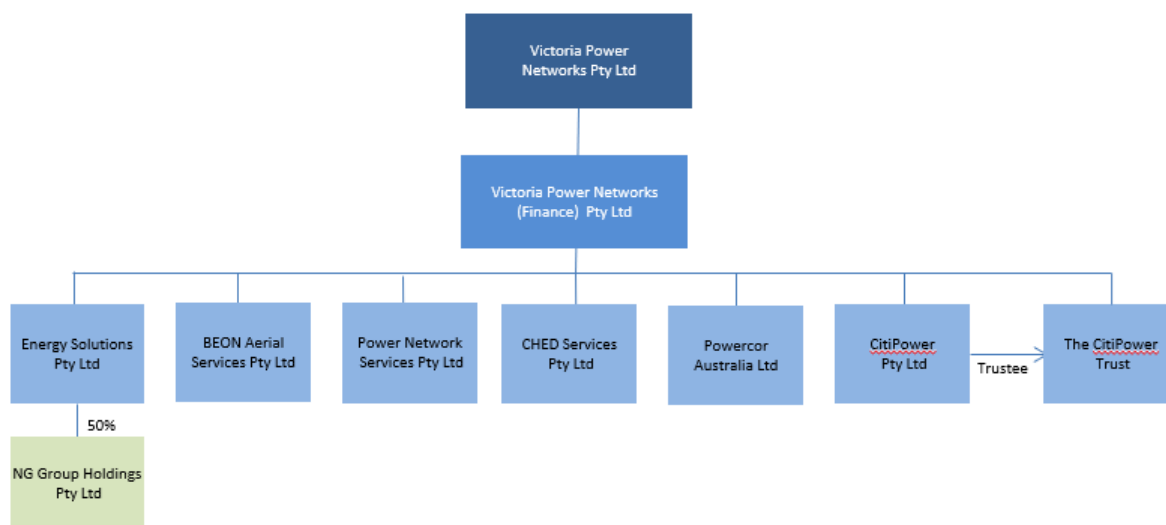 Victoria Power
Networks Pty Ltd
Victoria Power Networks
(Finance) Pty Ltd
Energy Solutions
Pty Ltd
BEON Aerial
Services Pty Ltd
Power Network
Services Pty Ltd
CHED Services
Pty Ltd
Powercor
Australia Ltd
CitiPower
Pty Ltd
Trustee
The CitiPower
Trust
50%
NG Group Holdings
Pty Ltd